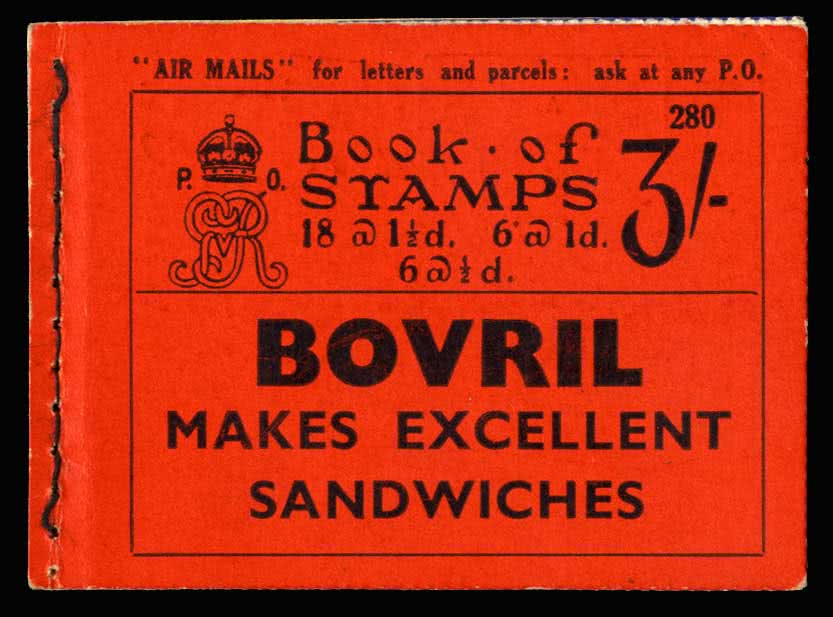 "AIR MAILS" for letters and parcels: ask at any P.O.
280
P. O.
GVR
Book · of
STAMPS
3/-
18 @ 1½d. 6 @ 1d.
6 @ ½d.
BOVRIL
MAKES EXCELLENT
SANDWICHES